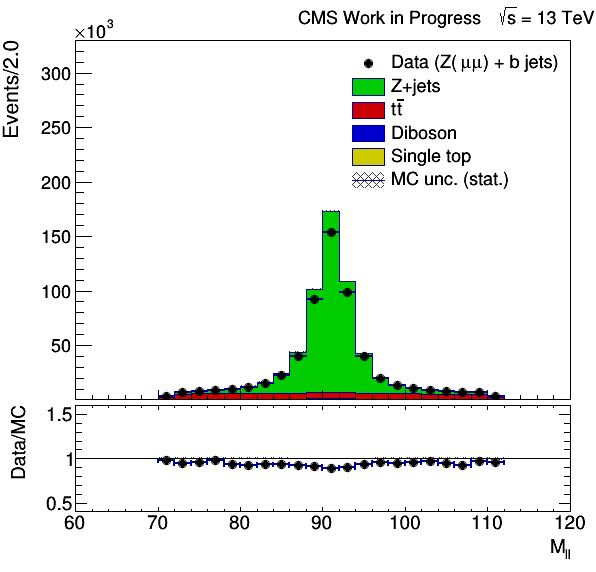 CMS Work in Progress √s = 13 TeV
×10³
Events/2.0
300
250
200
150
100
50
Data (Z(μμ) + b jets)
Z+jets
tt̄
Diboson
Single top
MC unc. (stat.)
Data/MC
1.5
1
0.5
60 70 80 90 100 110 120
M_ll